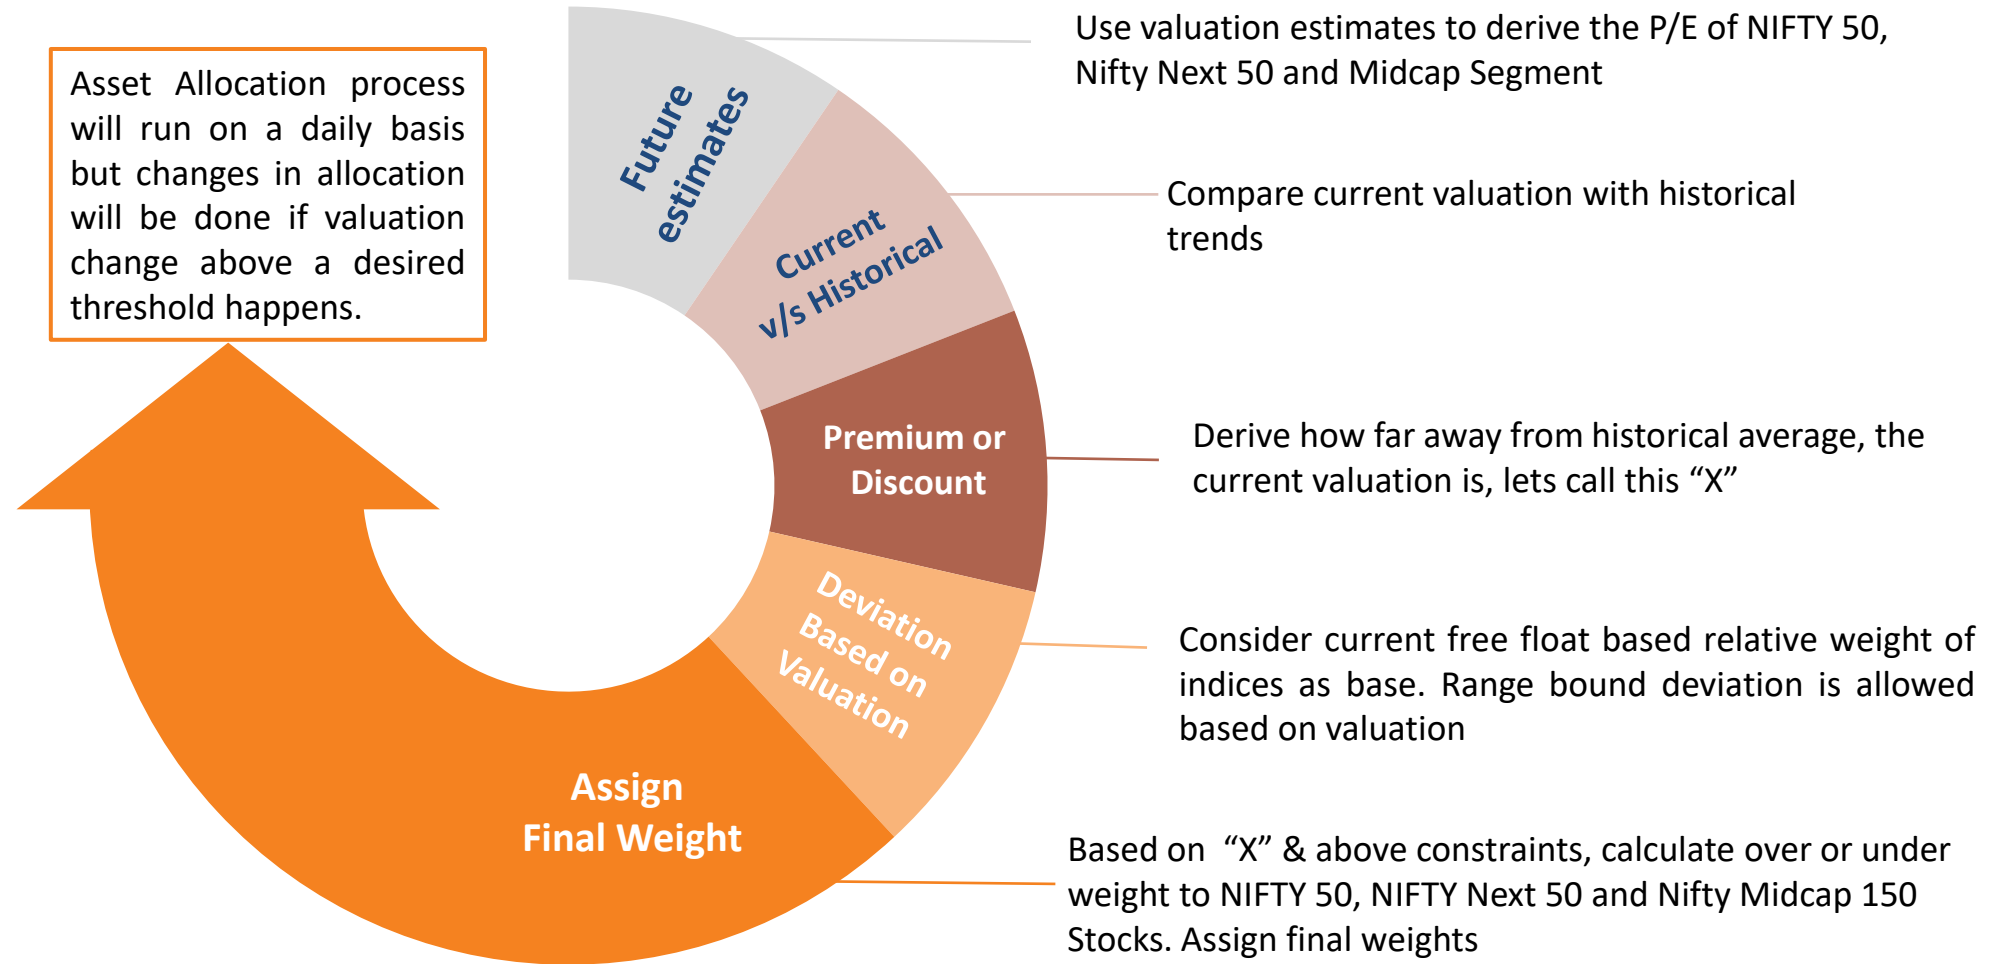 Asset Allocation process
will run on a daily basis
but changes in allocation
will be done if valuation
change above a desired
threshold happens.
Future
estimates
Use valuation estimates to derive the P/E of NIFTY 50,
Nifty Next 50 and Midcap Segment
Current
v/s Historical
Compare current valuation with historical
trends
Premium or
Discount
Derive how far away from historical average, the
current valuation is, lets call this “X”
Deviation
Based on
Valuation
Consider current free float based relative weight of
indices as base. Range bound deviation is allowed
based on valuation
Assign
Final Weight
Based on “X” & above constraints, calculate over or under
weight to NIFTY 50, NIFTY Next 50 and Nifty Midcap 150
Stocks. Assign final weights